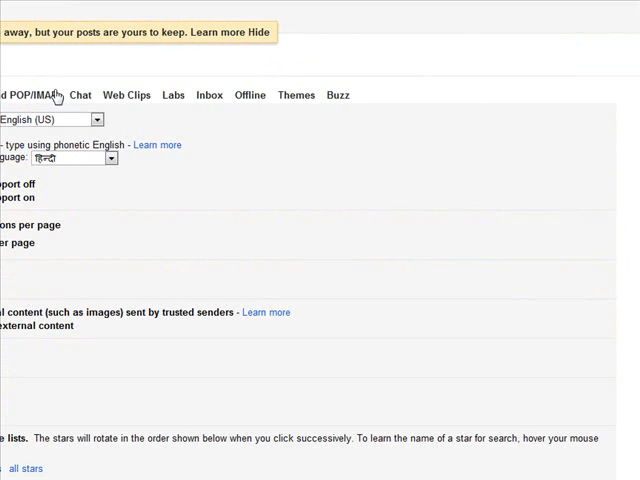 away, but your posts are yours to keep. Learn more Hide
d POP/IMAP Chat Web Clips Labs Inbox Offline Themes Buzz
English (US)
- type using phonetic English - Learn more
guage: हिन्दी
pport off
pport on
ons per page
er page
al content (such as images) sent by trusted senders - Learn more
external content
e lists. The stars will rotate in the order shown below when you click successively. To learn the name of a star for search, hover your mouse
s all stars